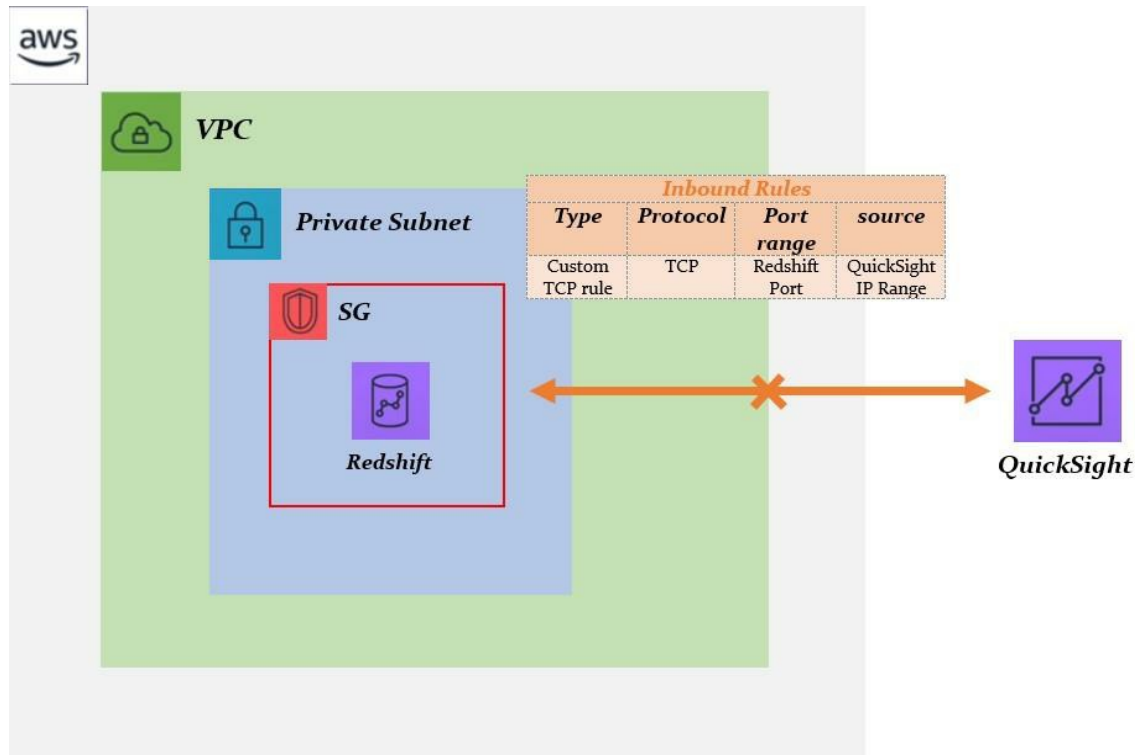 aws
VPC
Inbound Rules
Type Protocol Port range source
Custom TCP rule TCP Redshift Port QuickSight IP Range
Private Subnet
SG
Redshift
QuickSight